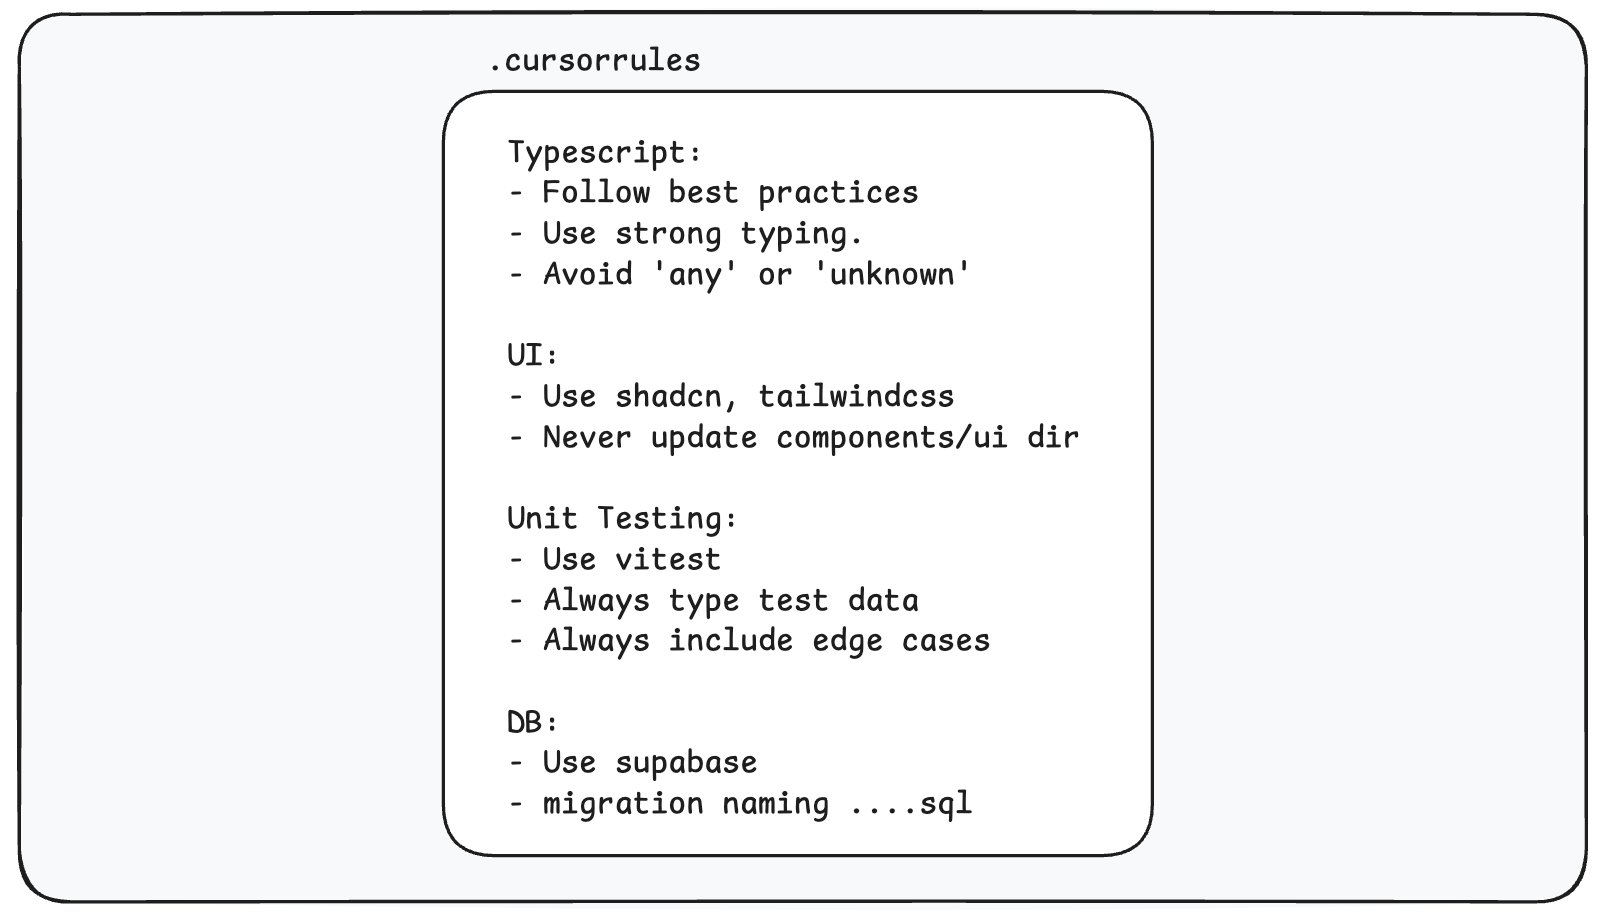 .cursorrules
Typescript:
- Follow best practices
- Use strong typing.
- Avoid 'any' or 'unknown'
UI:
- Use shadcn, tailwindcss
- Never update components/ui dir
Unit Testing:
- Use vitest
- Always type test data
- Always include edge cases
DB:
- Use supabase
- migration naming ....sql